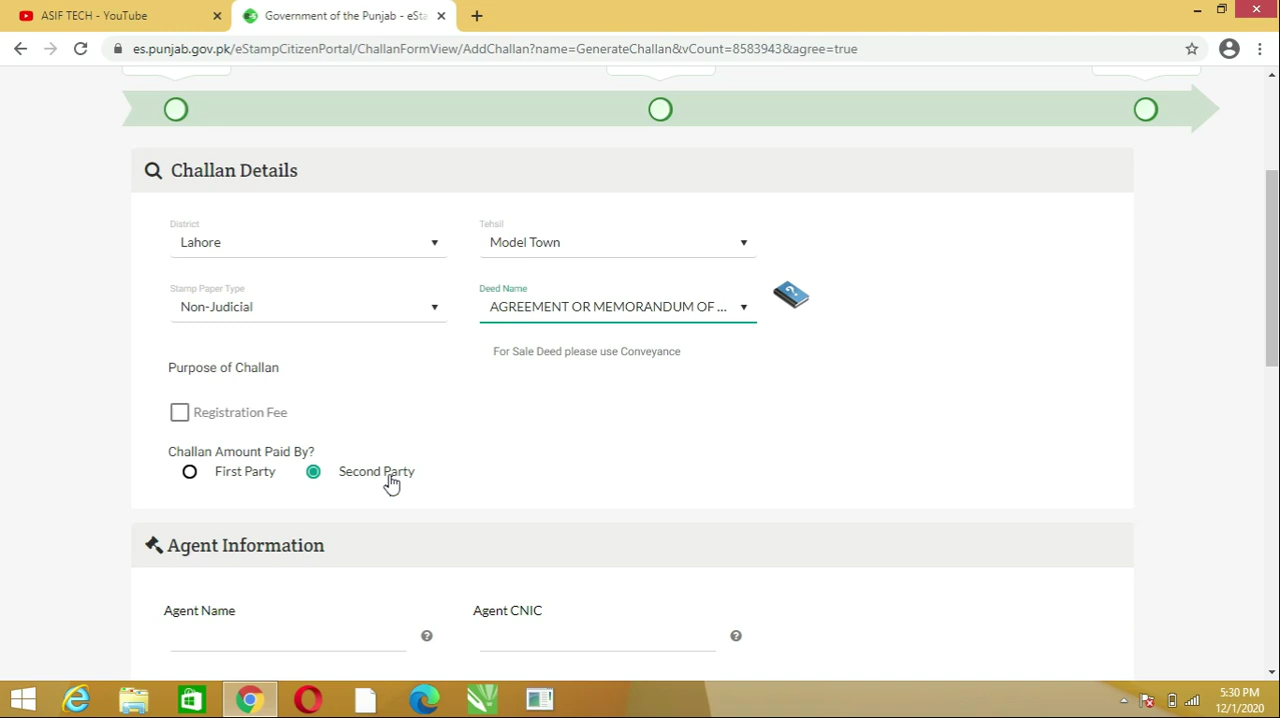 ASIF TECH - YouTube
Government of the Punjab - eSta
es.punjab.gov.pk/eStampCitizenPortal/ChallanFormView/AddChallan?name=GenerateChallan&vCount=8583943&agree=true
Challan Details
District
Tehsil
Lahore
Model Town
Stamp Paper Type
Deed Name
Non-Judicial
AGREEMENT OR MEMORANDUM OF ...
For Sale Deed please use Conveyance
Purpose of Challan
Registration Fee
Challan Amount Paid By?
First Party
Second Party
Agent Information
Agent Name
Agent CNIC
5:30 PM
12/1/2020